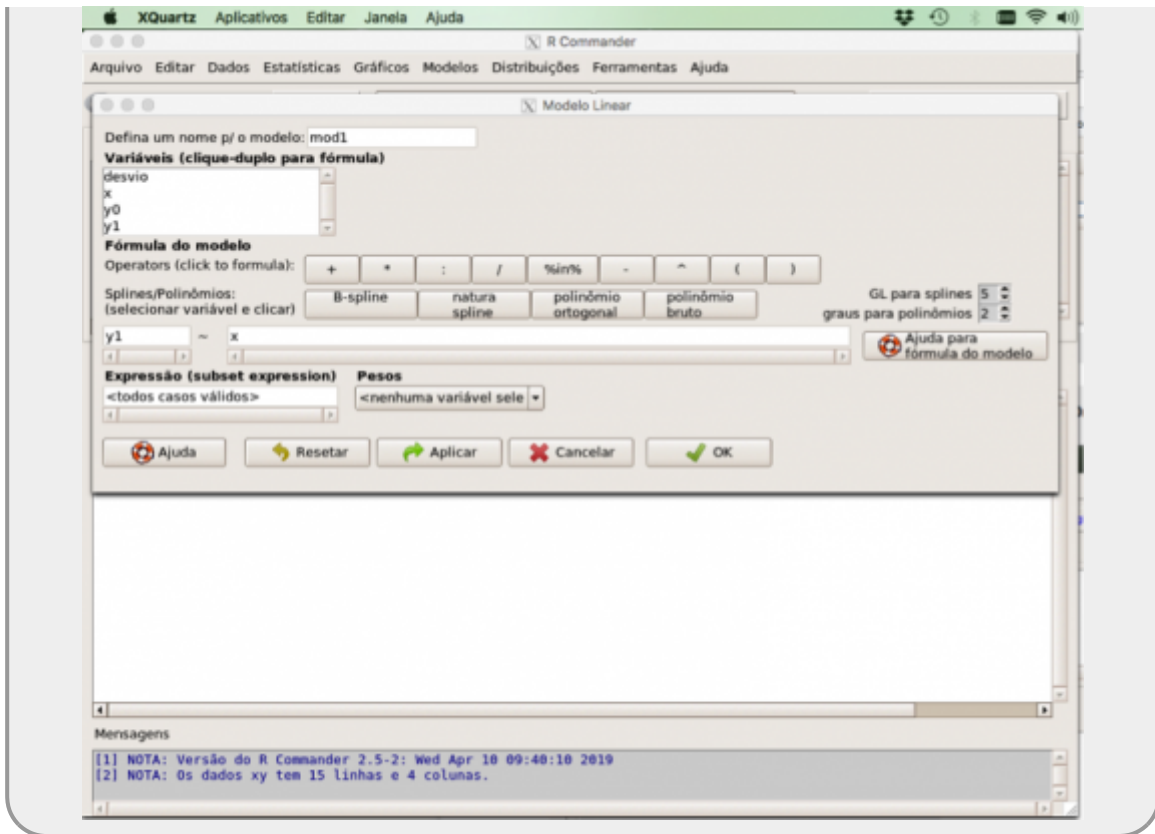 XQuartz Aplicativos Editar Janela Ajuda
R Commander
Arquivo Editar Dados Estatísticas Gráficos Modelos Distribuições Ferramentas Ajuda
Modelo Linear
Defina um nome p/ o modelo: mod1
Variáveis (clique-duplo para fórmula)
desvio
x
y0
y1
Fórmula do modelo
Operators (click to formula): + * : / %in% - ^ ( )
Splines/Polinômios:
(selecionar variável e clicar)
B-spline
natura
spline
polinômio
ortogonal
polinômio
bruto
GL para splines 5
graus para polinômios 2
y1 ~ x
Ajuda para
fórmula do modelo
Expressão (subset expression) Pesos
<todos casos válidos> <nenhuma variável sele
Ajuda Resetar Aplicar Cancelar OK
Mensagens
[1] NOTA: Versão do R Commander 2.5-2: Wed Apr 10 09:40:10 2019
[2] NOTA: Os dados xy tem 15 linhas e 4 colunas.